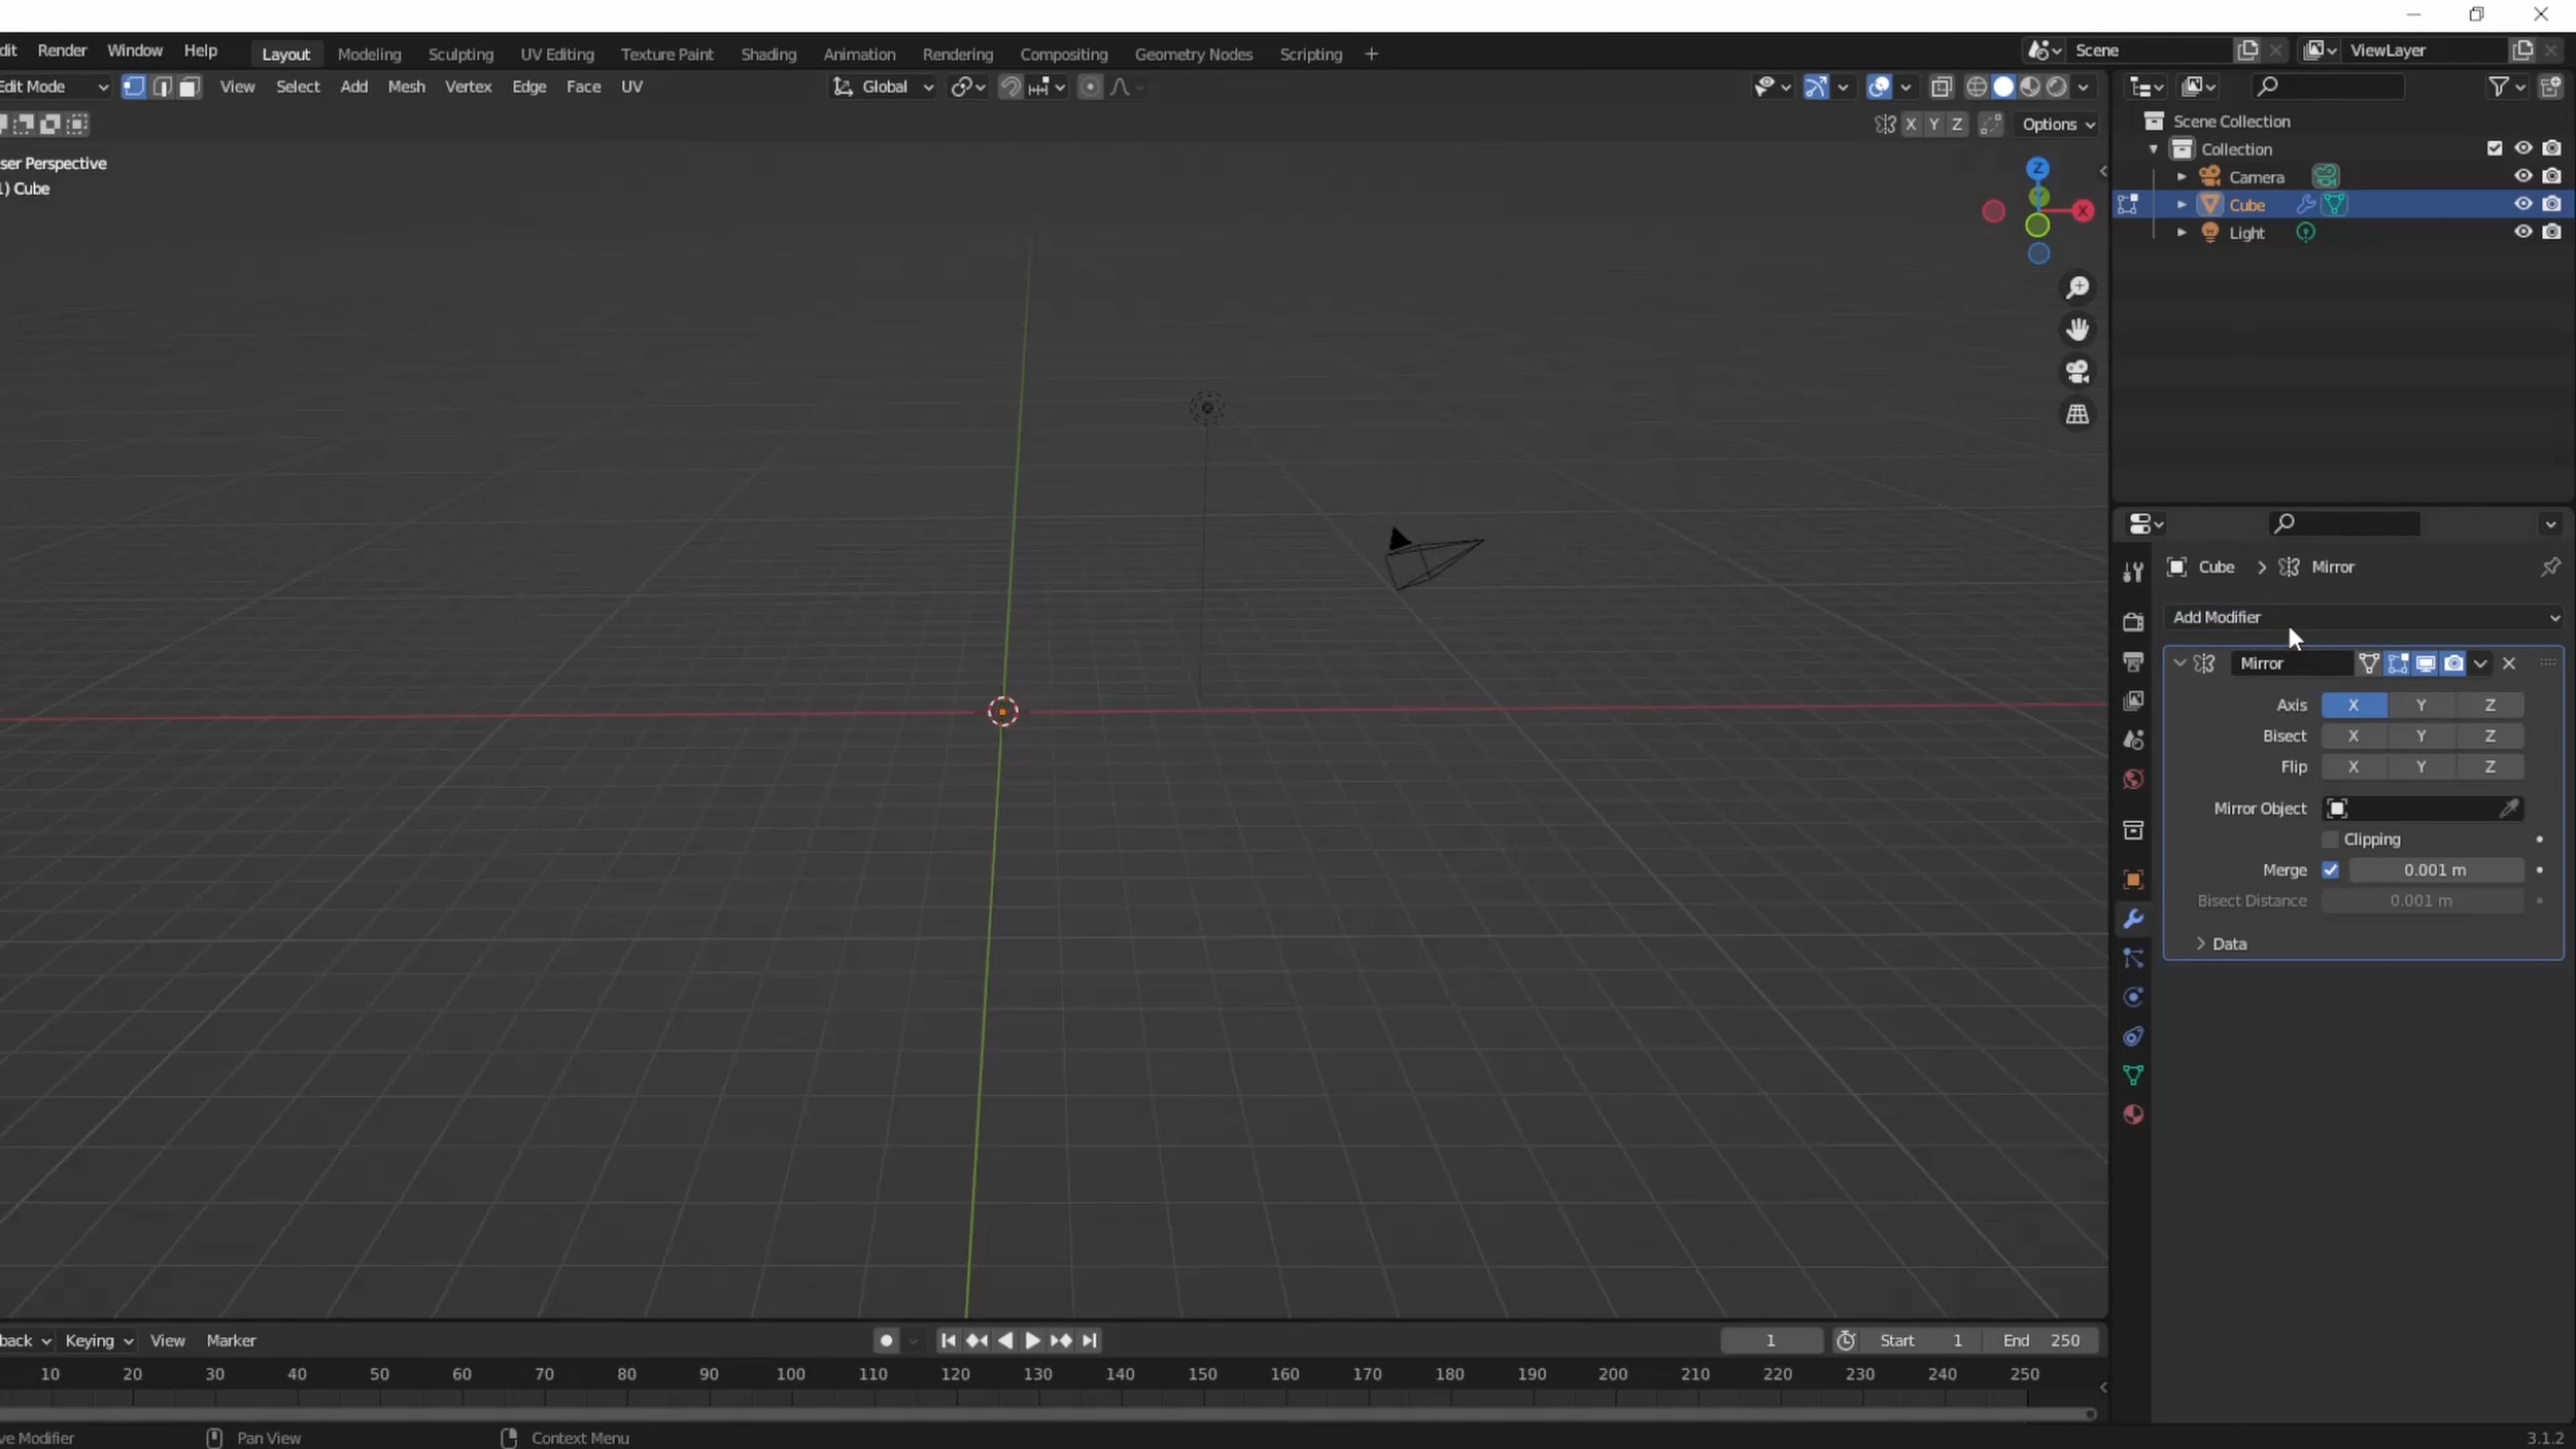 dit Render Window Help Layout Modeling Sculpting UV Editing Texture Paint Shading Animation Rendering Compositing Geometry Nodes Scripting + Scene ViewLayer
Edit Mode View Select Add Mesh Vertex Edge Face UV Global
X Y Z Options
ser Perspective
1) Cube
Z
X
Scene Collection
Collection
Camera
Cube
Light
Cube > Mirror
Add Modifier
Mirror
Axis X Y Z
Bisect X Y Z
Flip X Y Z
Mirror Object
Clipping
Merge 0.001 m
Bisect Distance 0.001 m
Data
back Keying View Marker 1 Start 1 End 250
10 20 30 40 50 60 70 80 90 100 110 120 130 140 150 160 170 180 190 200 210 220 230 240 250
ve Modifier Pan View Context Menu 3.1.2